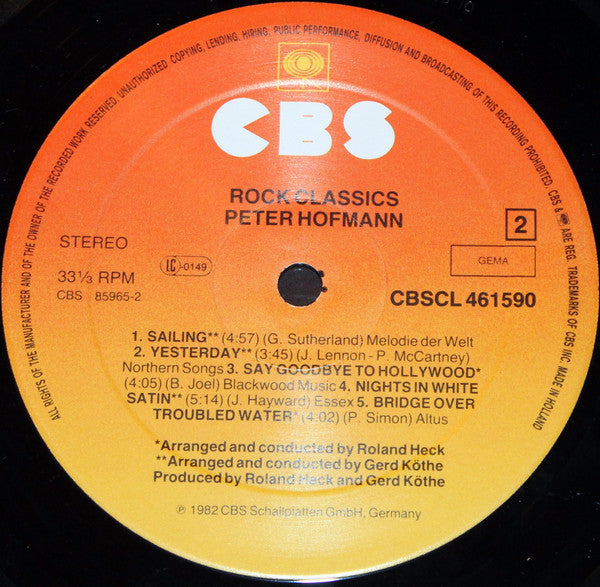 ALL RIGHTS OF THE MANUFACTURER AND OF THE OWNER OF THE RECORDED WORK RESERVED. UNAUTHORIZED COPYING, LENDING, HIRING, PUBLIC PERFORMANCE, DIFFUSION AND BROADCASTING OF THIS RECORDING PROHIBITED. CBS & ARE REG. TRADEMARKS OF CBS INC. MADE IN HOLLAND
CBS
ROCK CLASSICS
PETER HOFMANN
2
STEREO
LC-0149
GEMA
33⅓ RPM
CBS 85965-2
CBSCL 461590
1. SAILING** (4:57) (G. Sutherland) Melodie der Welt
2. YESTERDAY** (3:45) (J. Lennon - P. McCartney)
Northern Songs 3. SAY GOODBYE TO HOLLYWOOD*
(4:05) (B. Joel) Blackwood Music 4. NIGHTS IN WHITE
SATIN** (5:14) (J. Hayward) Essex 5. BRIDGE OVER
TROUBLED WATER* (4:02) (P. Simon) Altus
*Arranged and conducted by Roland Heck
**Arranged and conducted by Gerd Köthe
Produced by Roland Heck and Gerd Köthe
℗ 1982 CBS Schallplatten GmbH, Germany